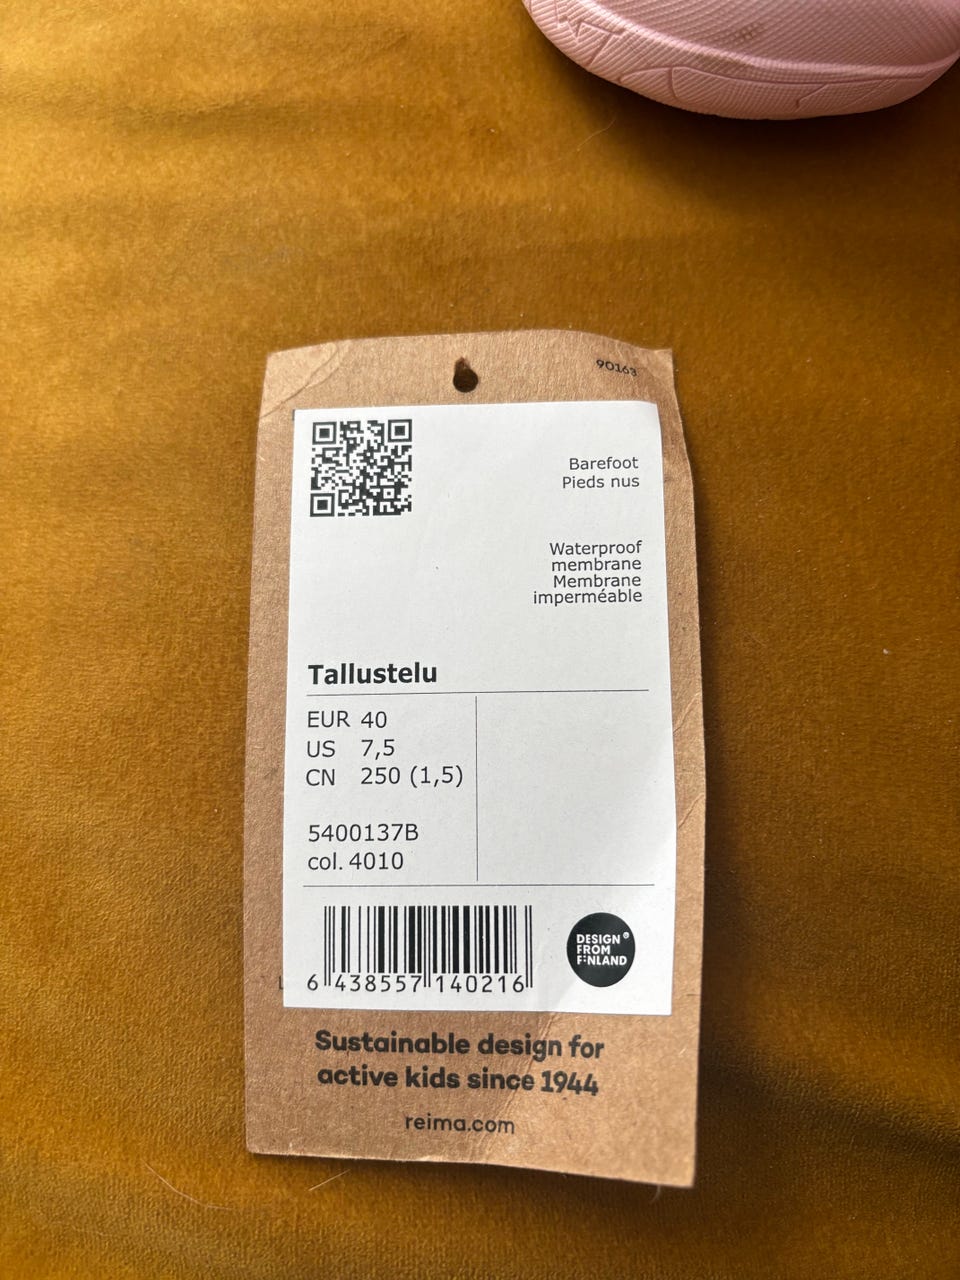 90163
Barefoot
Pieds nus
Waterproof
membrane
Membrane
imperméable
Tallustelu
EUR 40
US 7,5
CN 250 (1,5)
5400137B
col. 4010
6 438557 140216
DESIGN®
FROM
FINLAND
Sustainable design for
active kids since 1944
reima.com